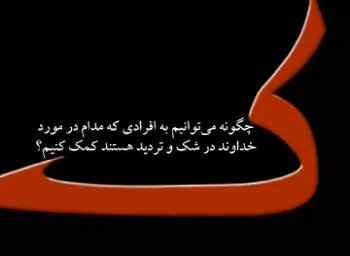 چگونه می‌توانیم به افرادی که مدام در مورد
خداوند در شک و تردید هستند کمک کنیم؟